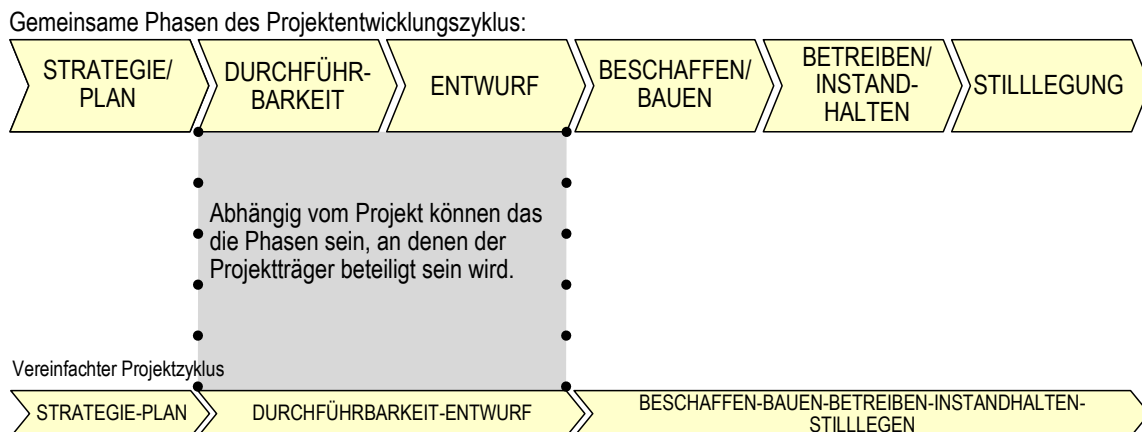 Gemeinsame Phasen des Projektentwicklungszyklus:
STRATEGIE/
PLAN
DURCHFÜHR-
BARKEIT
ENTWURF
BESCHAFFEN/
BAUEN
BETREIBEN/
INSTAND-
HALTEN
STILLLEGUNG
Abhängig vom Projekt können das
die Phasen sein, an denen der
Projektträger beteiligt sein wird.
Vereinfachter Projektzyklus
STRATEGIE-PLAN
DURCHFÜHRBARKEIT-ENTWURF
BESCHAFFEN-BAUEN-BETREIBEN-INSTANDHALTEN-
STILLLEGEN